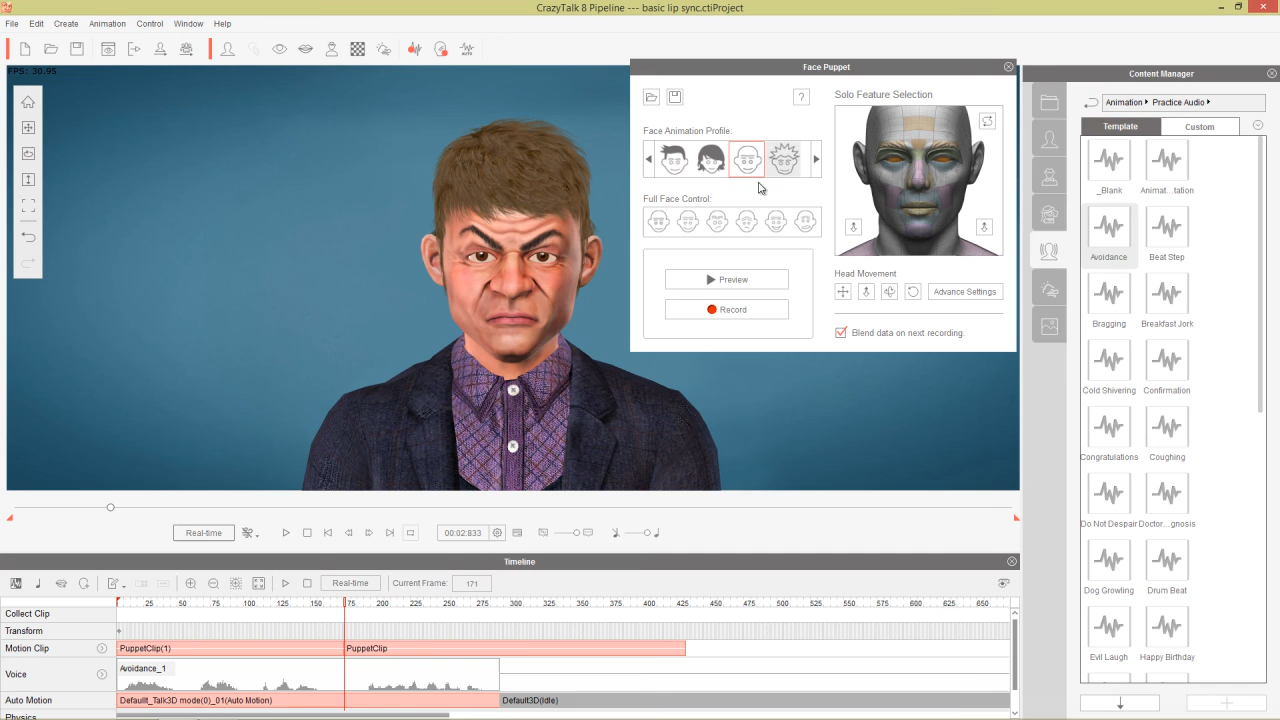 CrazyTalk 8 Pipeline --- basic lip sync.ctiProject
File Edit Create Animation Control Window Help
FPS: 30.95
Face Puppet
?
Solo Feature Selection
Face Animation Profile:
Full Face Control:
Preview
Record
Head Movement
Advance Settings
Blend data on next recording.
Content Manager
Animation Practice Audio
Template Custom
_Blank Animat...tation
Avoidance Beat Step
Bragging Breakfast Jork
Cold Shivering Confirmation
Congratulations Coughing
Do Not Despair Doctor...gnosis
Dog Growling Drum Beat
Evil Laugh Happy Birthday
Real-time 00:02:833
Timeline
Real-time Current Frame: 171
25 50 75 100 125 150 175 200 225 250 275 300 325 350 375 400 425 450 475 500 525 550 575 600 625 650
Collect Clip
Transform
Motion Clip PuppetClip(1) PuppetClip
Voice Avoidance_1
Auto Motion Default_Talk3D mode(0)_01(Auto Motion) Default3D(Idle)
Physics